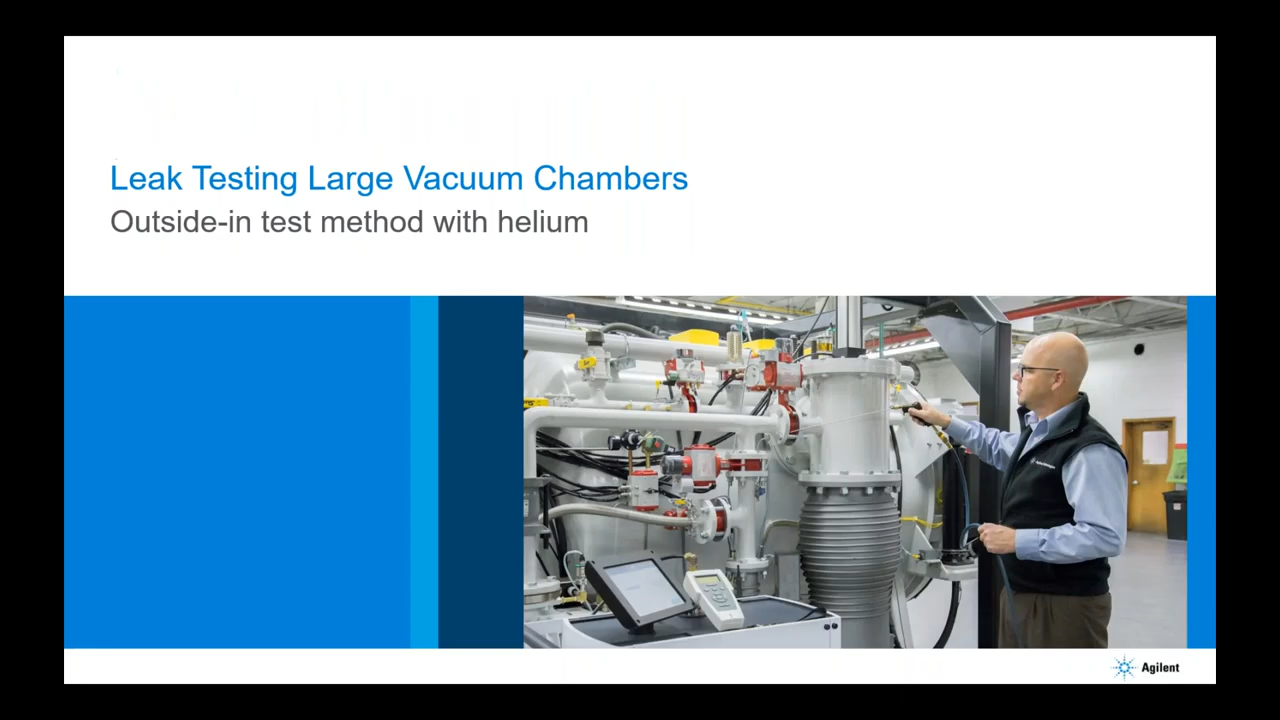 Leak Testing Large Vacuum Chambers
Outside-in test method with helium
Agilent